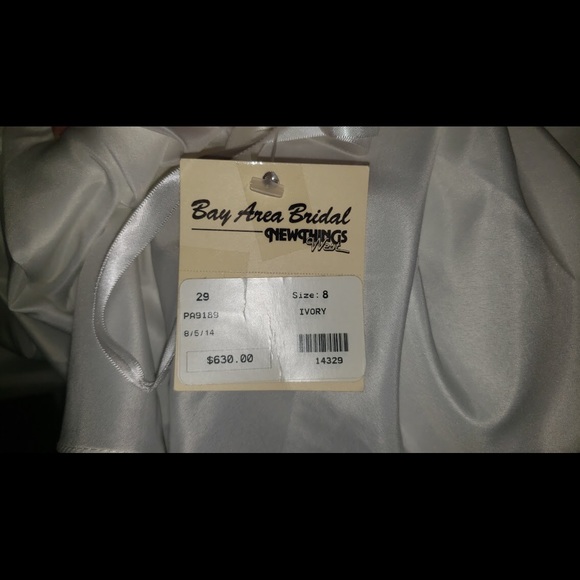 Bay Area Bridal
NEWTHINGS
West
29 Size: 8
PA9189 IVORY
8/5/14
$630.00 14329